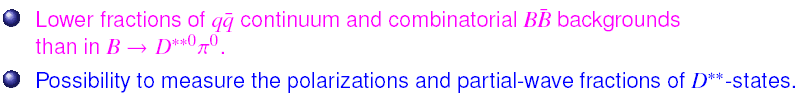 Lower fractions of qq̄ continuum and combinatorial BB̄ backgrounds
than in B → D**⁰π⁰.
Possibility to measure the polarizations and partial-wave fractions of D**-states.